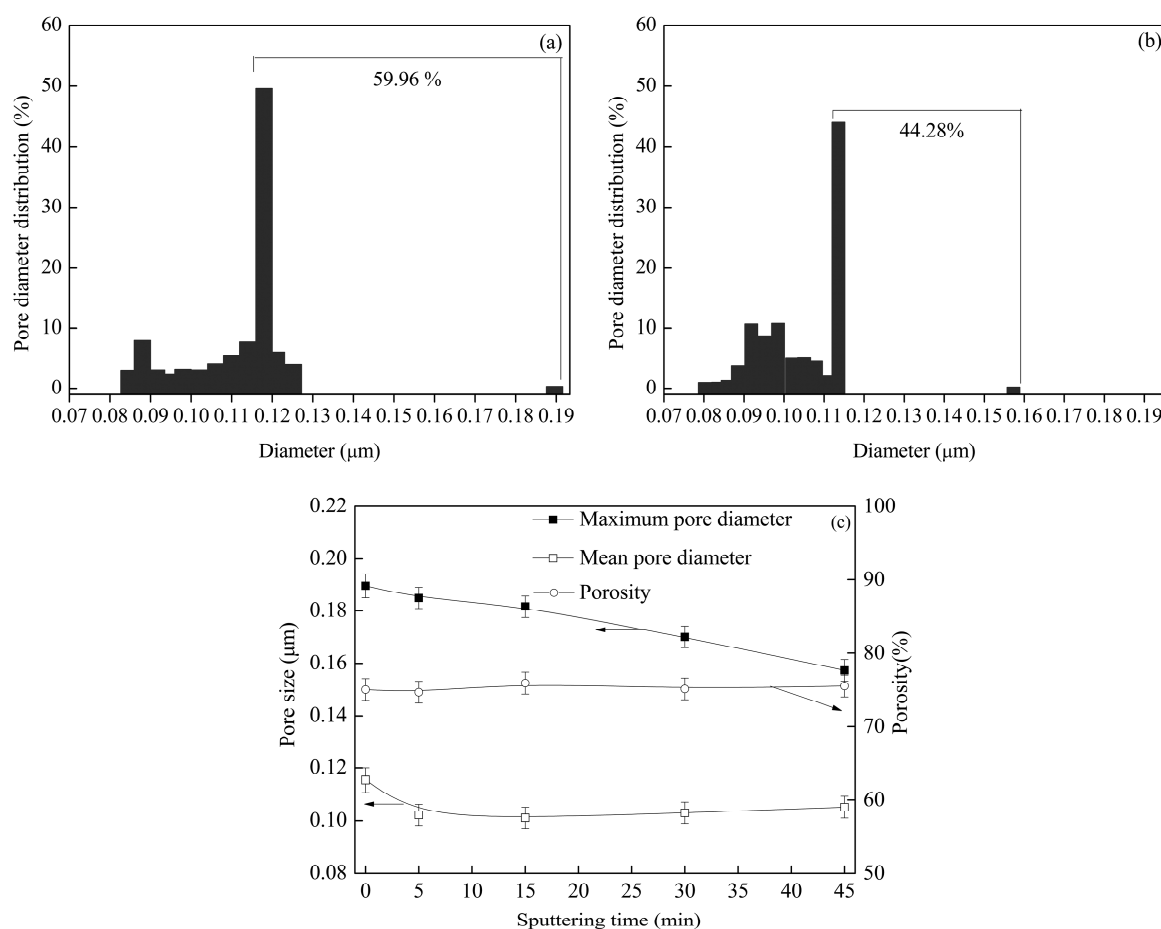 60
50
40
30
20
10
0
Pore diameter distribution (%)
(a)
59.96 %
0.07 0.08 0.09 0.10 0.11 0.12 0.13 0.14 0.15 0.16 0.17 0.18 0.19
Diameter (μm)
60
50
40
30
20
10
0
Pore diameter distribution (%)
(b)
44.28%
0.07 0.08 0.09 0.10 0.11 0.12 0.13 0.14 0.15 0.16 0.17 0.18 0.19
Diameter (μm)
0.22
0.20
0.18
0.16
0.14
0.12
0.10
0.08
Pore size (μm)
Maximum pore diameter
Mean pore diameter
Porosity
(c)
100
90
80
70
60
50
Porosity(%)
0 5 5 10 15 20 25 30 35 40 45
Sputtering time (min)